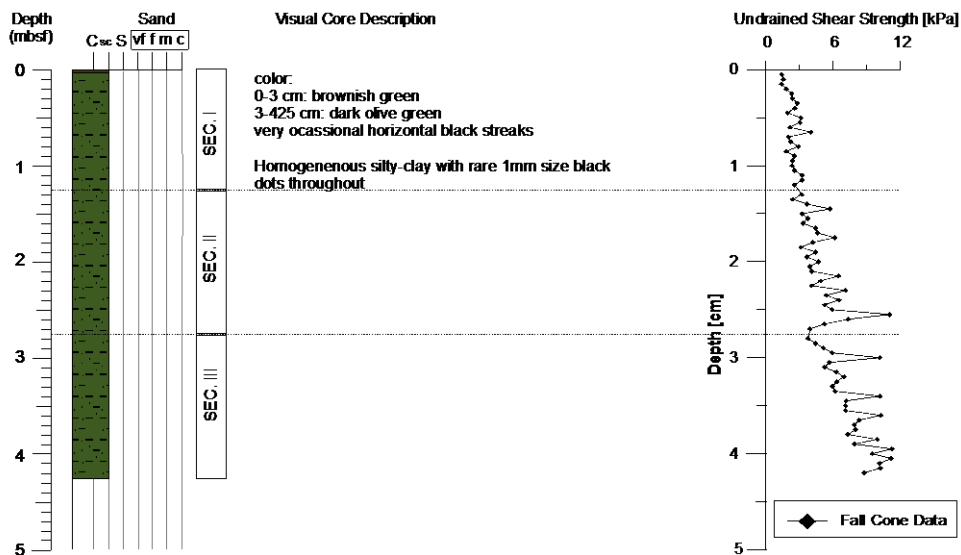 Depth
(mbsf)
Sand
C sc S vf f m c
Visual Core Description
Undrained Shear Strength [kPa]
0 6 12
0
1
2
3
4
5
SEC. I
SEC. II
SEC. III
color:
0-3 cm: brownish green
3-425 cm: dark olive green
very ocassional horizontal black streaks
Homogenenous silty-clay with rare 1mm size black
dots throughout
Depth [cm]
0
1
2
3
4
5
Fall Cone Data